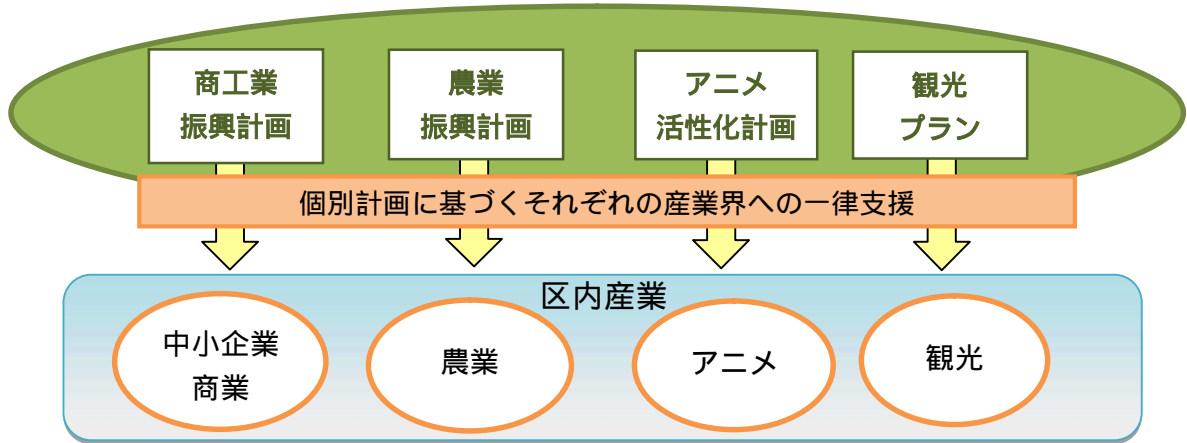 商工業
振興計画
農業
振興計画
アニメ
活性化計画
観光
プラン
個別計画に基づくそれぞれの産業界への一律支援
区内産業
中小企業
商業
農業
アニメ
観光